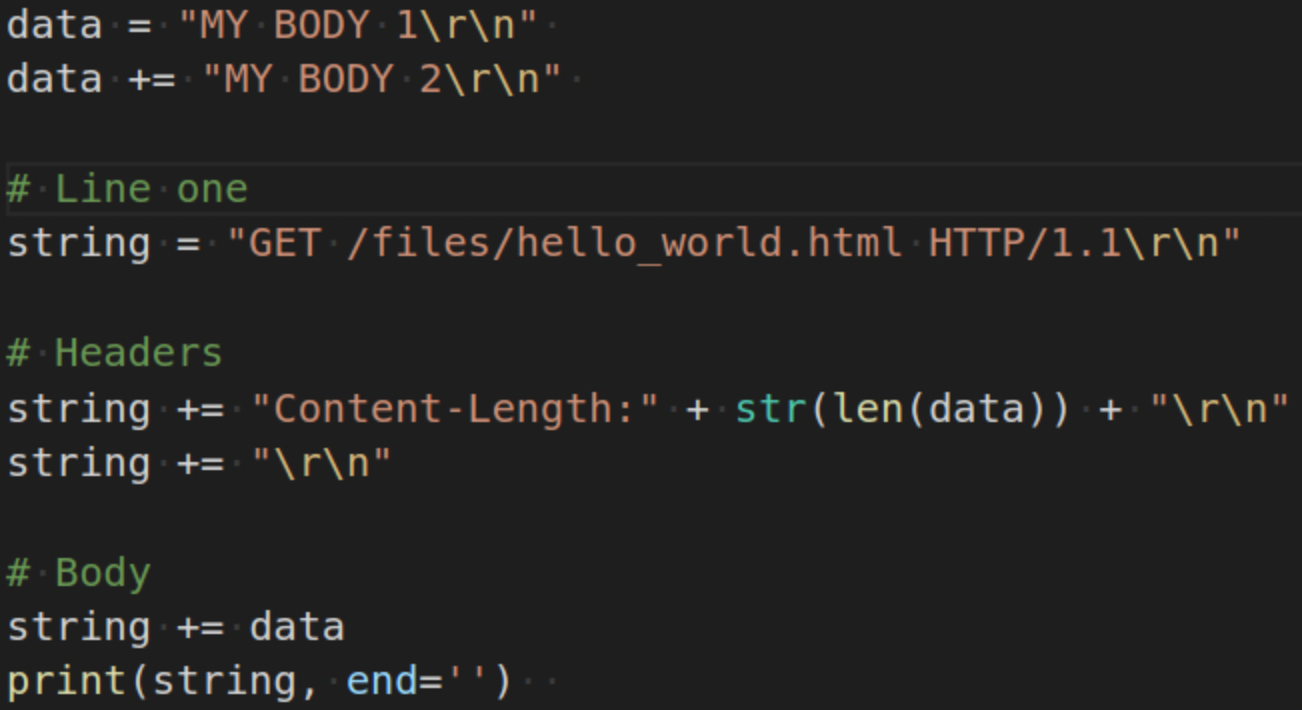 data = "MY BODY 1\r\n"
data += "MY BODY 2\r\n"
# Line one
string = "GET /files/hello_world.html HTTP/1.1\r\n"
# Headers
string += "Content-Length:" + str(len(data)) + "\r\n"
string += "\r\n"
# Body
string += data
print(string, end='')